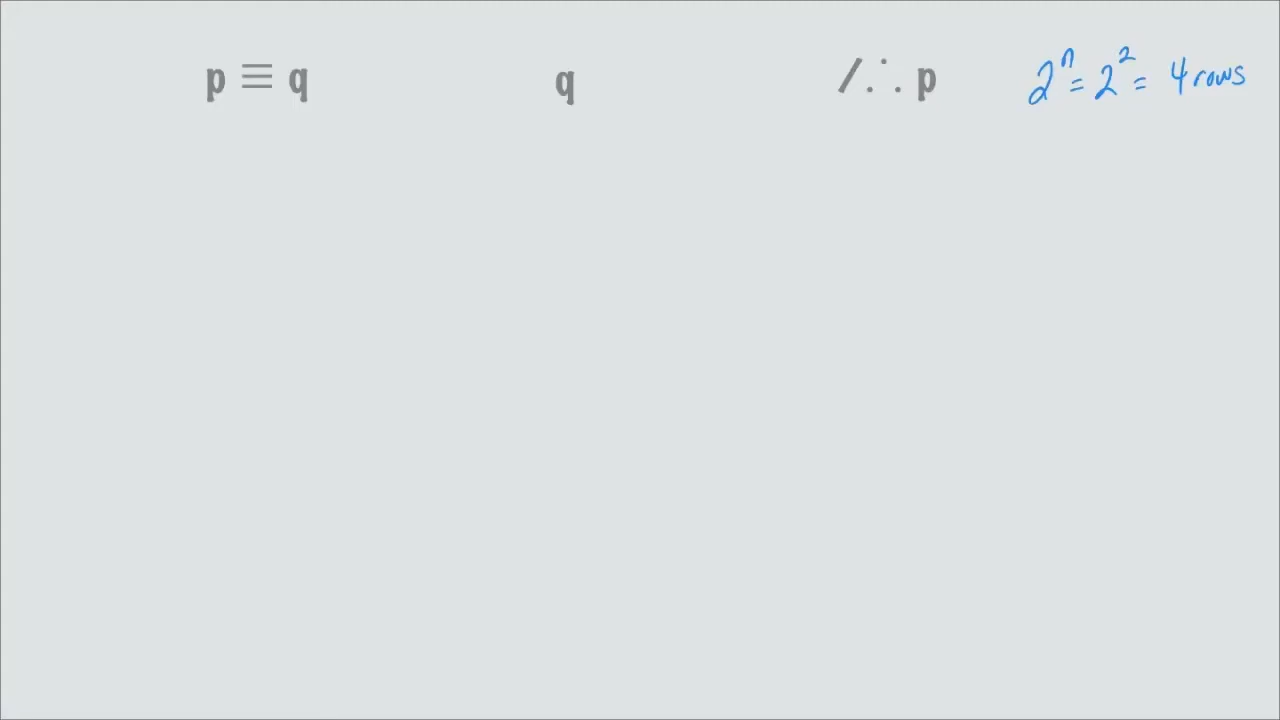 p ≡ q q /∴ p 2ⁿ = 2² = 4 rows